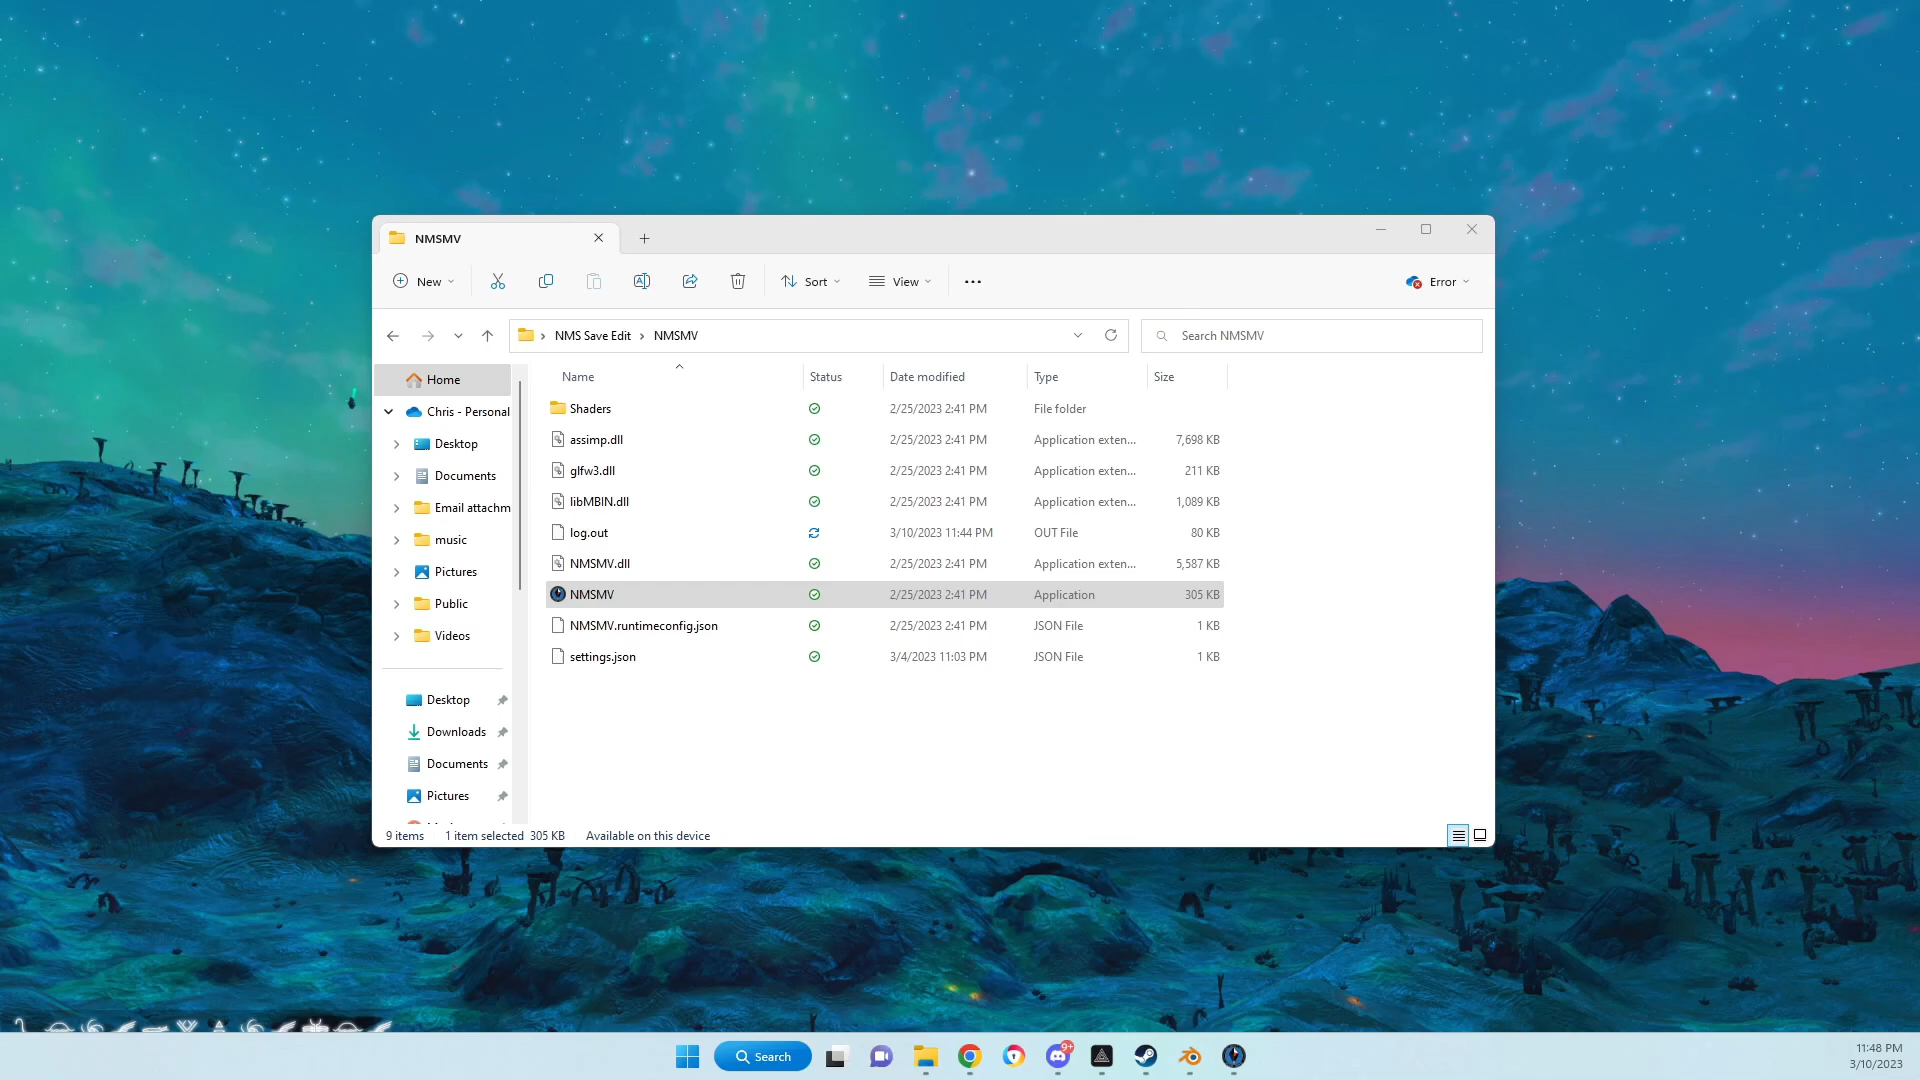 NMSMV
New
Sort
View
Error
NMS Save Edit
NMSMV
Search NMSMV
Home
Chris - Personal
Desktop
Documents
Email attachm
music
Pictures
Public
Videos
Desktop
Downloads
Documents
Pictures
Name Status Date modified Type Size
Shaders 2/25/2023 2:41 PM File folder
assimp.dll 2/25/2023 2:41 PM Application exten... 7,698 KB
glfw3.dll 2/25/2023 2:41 PM Application exten... 211 KB
libMBIN.dll 2/25/2023 2:41 PM Application exten... 1,089 KB
log.out 3/10/2023 11:44 PM OUT File 80 KB
NMSMV.dll 2/25/2023 2:41 PM Application exten... 5,587 KB
NMSMV 2/25/2023 2:41 PM Application 305 KB
NMSMV.runtimeconfig.json 2/25/2023 2:41 PM JSON File 1 KB
settings.json 3/4/2023 11:03 PM JSON File 1 KB
9 items 1 item selected 305 KB Available on this device
Search
9+
11:48 PM
3/10/2023